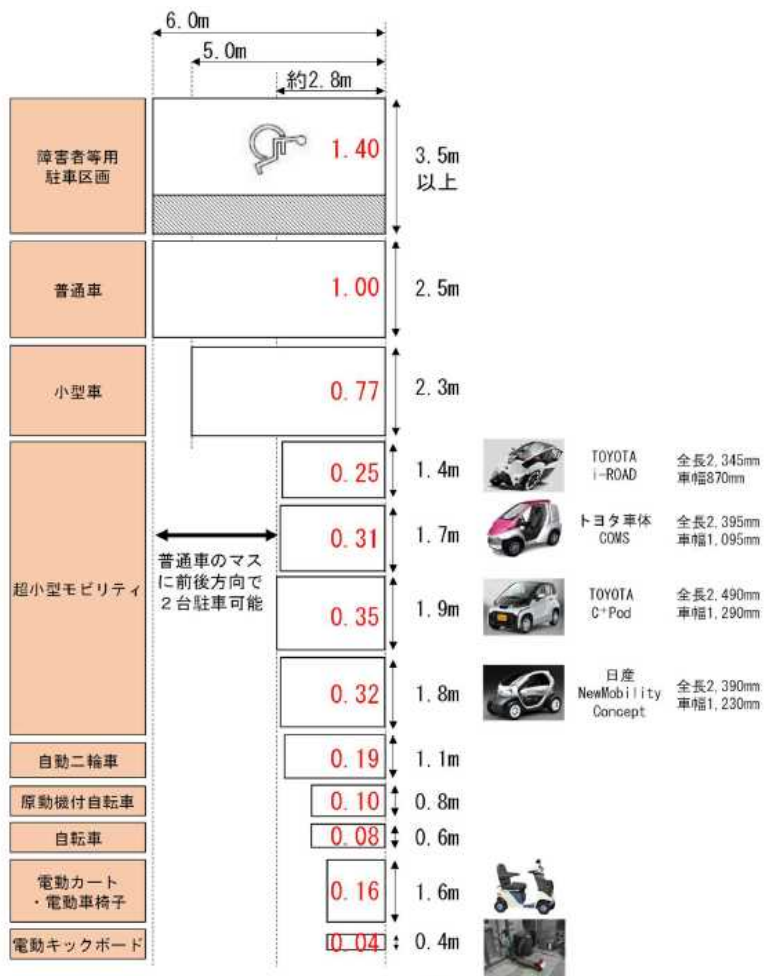 6.0m
5.0m
約2.8m
障害者等用
駐車区画
1.40
3.5m
以上
普通車
1.00
2.5m
小型車
0.77
2.3m
超小型モビリティ
0.25
1.4m
TOYOTA
i-ROAD
全長2,345mm
車幅870mm
普通車のマス
に前後方向で
2台駐車可能
0.31
1.7m
トヨタ車体
COMS
全長2,395mm
車幅1,095mm
0.35
1.9m
TOYOTA
C+Pod
全長2,490mm
車幅1,290mm
0.32
1.8m
日産
NewMobility
Concept
全長2,390mm
車幅1,230mm
自動二輪車
0.19
1.1m
原動機付自転車
0.10
0.8m
自転車
0.08
0.6m
電動カート
・電動車椅子
0.16
1.6m
電動キックボード
0.04
0.4m